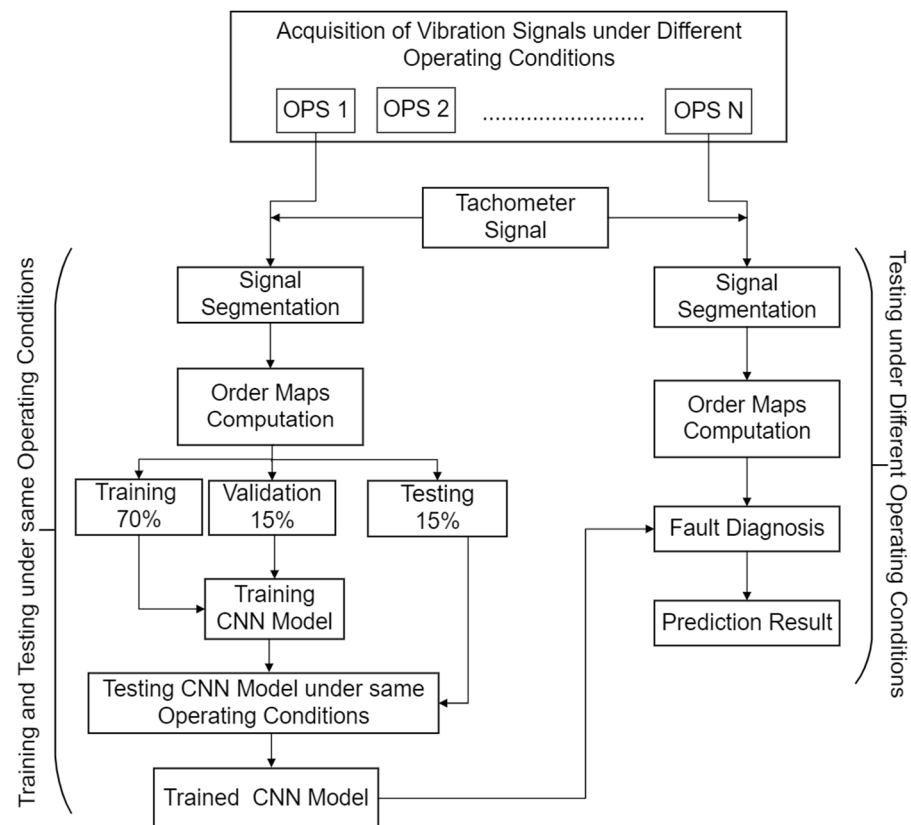 Acquisition of Vibration Signals under Different
Operating Conditions
OPS 1
OPS 2
..........................
OPS N
Tachometer
Signal
Training and Testing under same Operating Conditions
Signal
Segmentation
Order Maps
Computation
Training
70%
Validation
15%
Testing
15%
Training
CNN Model
Testing CNN Model under same
Operating Conditions
Trained CNN Model
Signal
Segmentation
Order Maps
Computation
Fault Diagnosis
Prediction Result
Testing under Different Operating Conditions